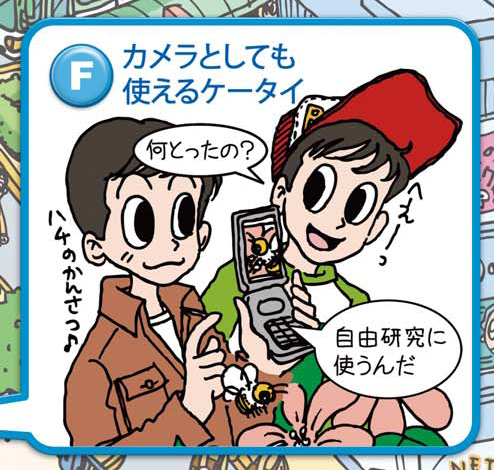 F
カメラとしても
使えるケータイ
何とったの?
へぇーっ
ハチのかんさつ♪
自由研究に
使うんだ